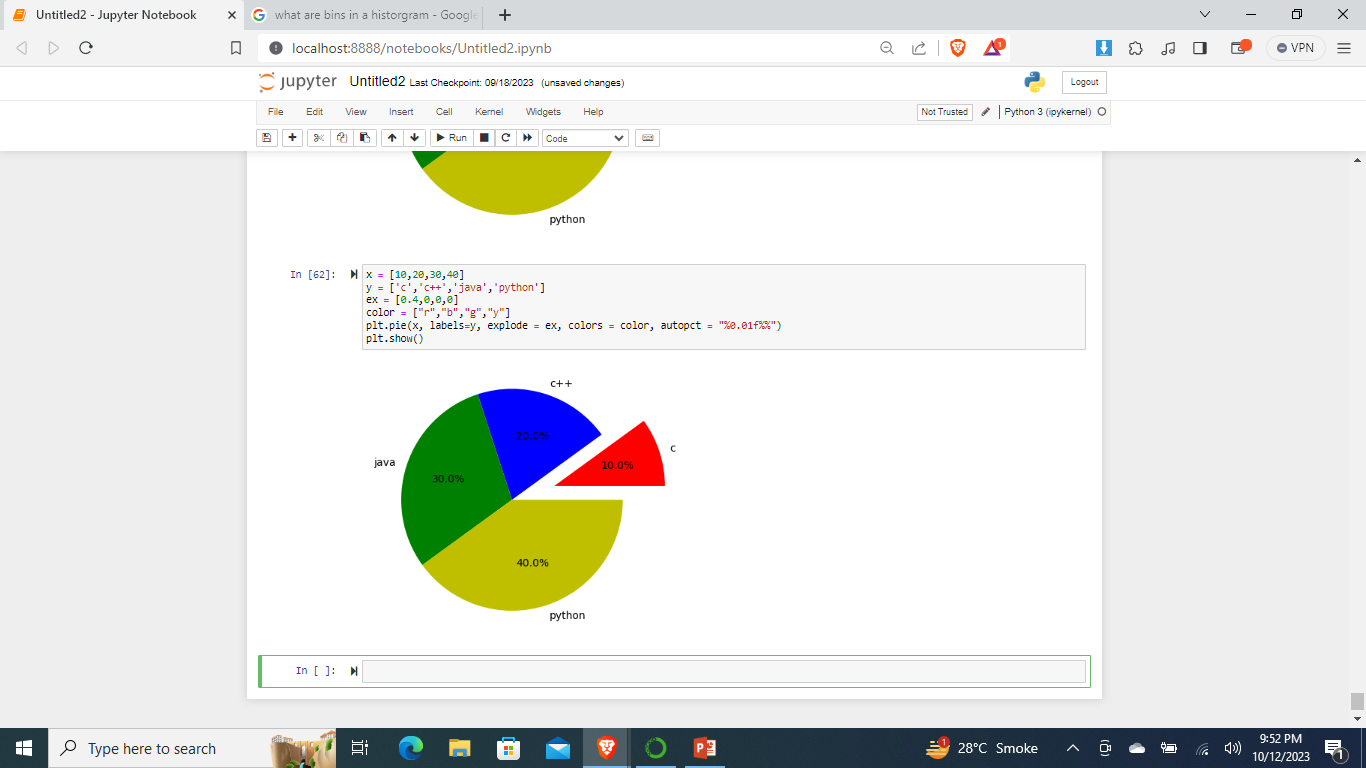 Untitled2 - Jupyter Notebook
what are bins in a historgram - Google
localhost:8888/notebooks/Untitled2.ipynb
1
VPN
jupyter Untitled2 Last Checkpoint: 09/18/2023 (unsaved changes)
Logout
File Edit View Insert Cell Kernel Widgets Help
Not Trusted
Python 3 (ipykernel)
Run
Code
python
In [62]:
x = [10,20,30,40]
y = ['c','c++','java','python']
ex = [0.4,0,0,0]
color = ["r","b","g","y"]
plt.pie(x, labels=y, explode = ex, colors = color, autopct = "%0.01f%%")
plt.show()
c++
20.0%
c
10.0%
java
30.0%
40.0%
python
In [ ]:
Type here to search
1
28°C Smoke
9:52 PM
10/12/2023
1